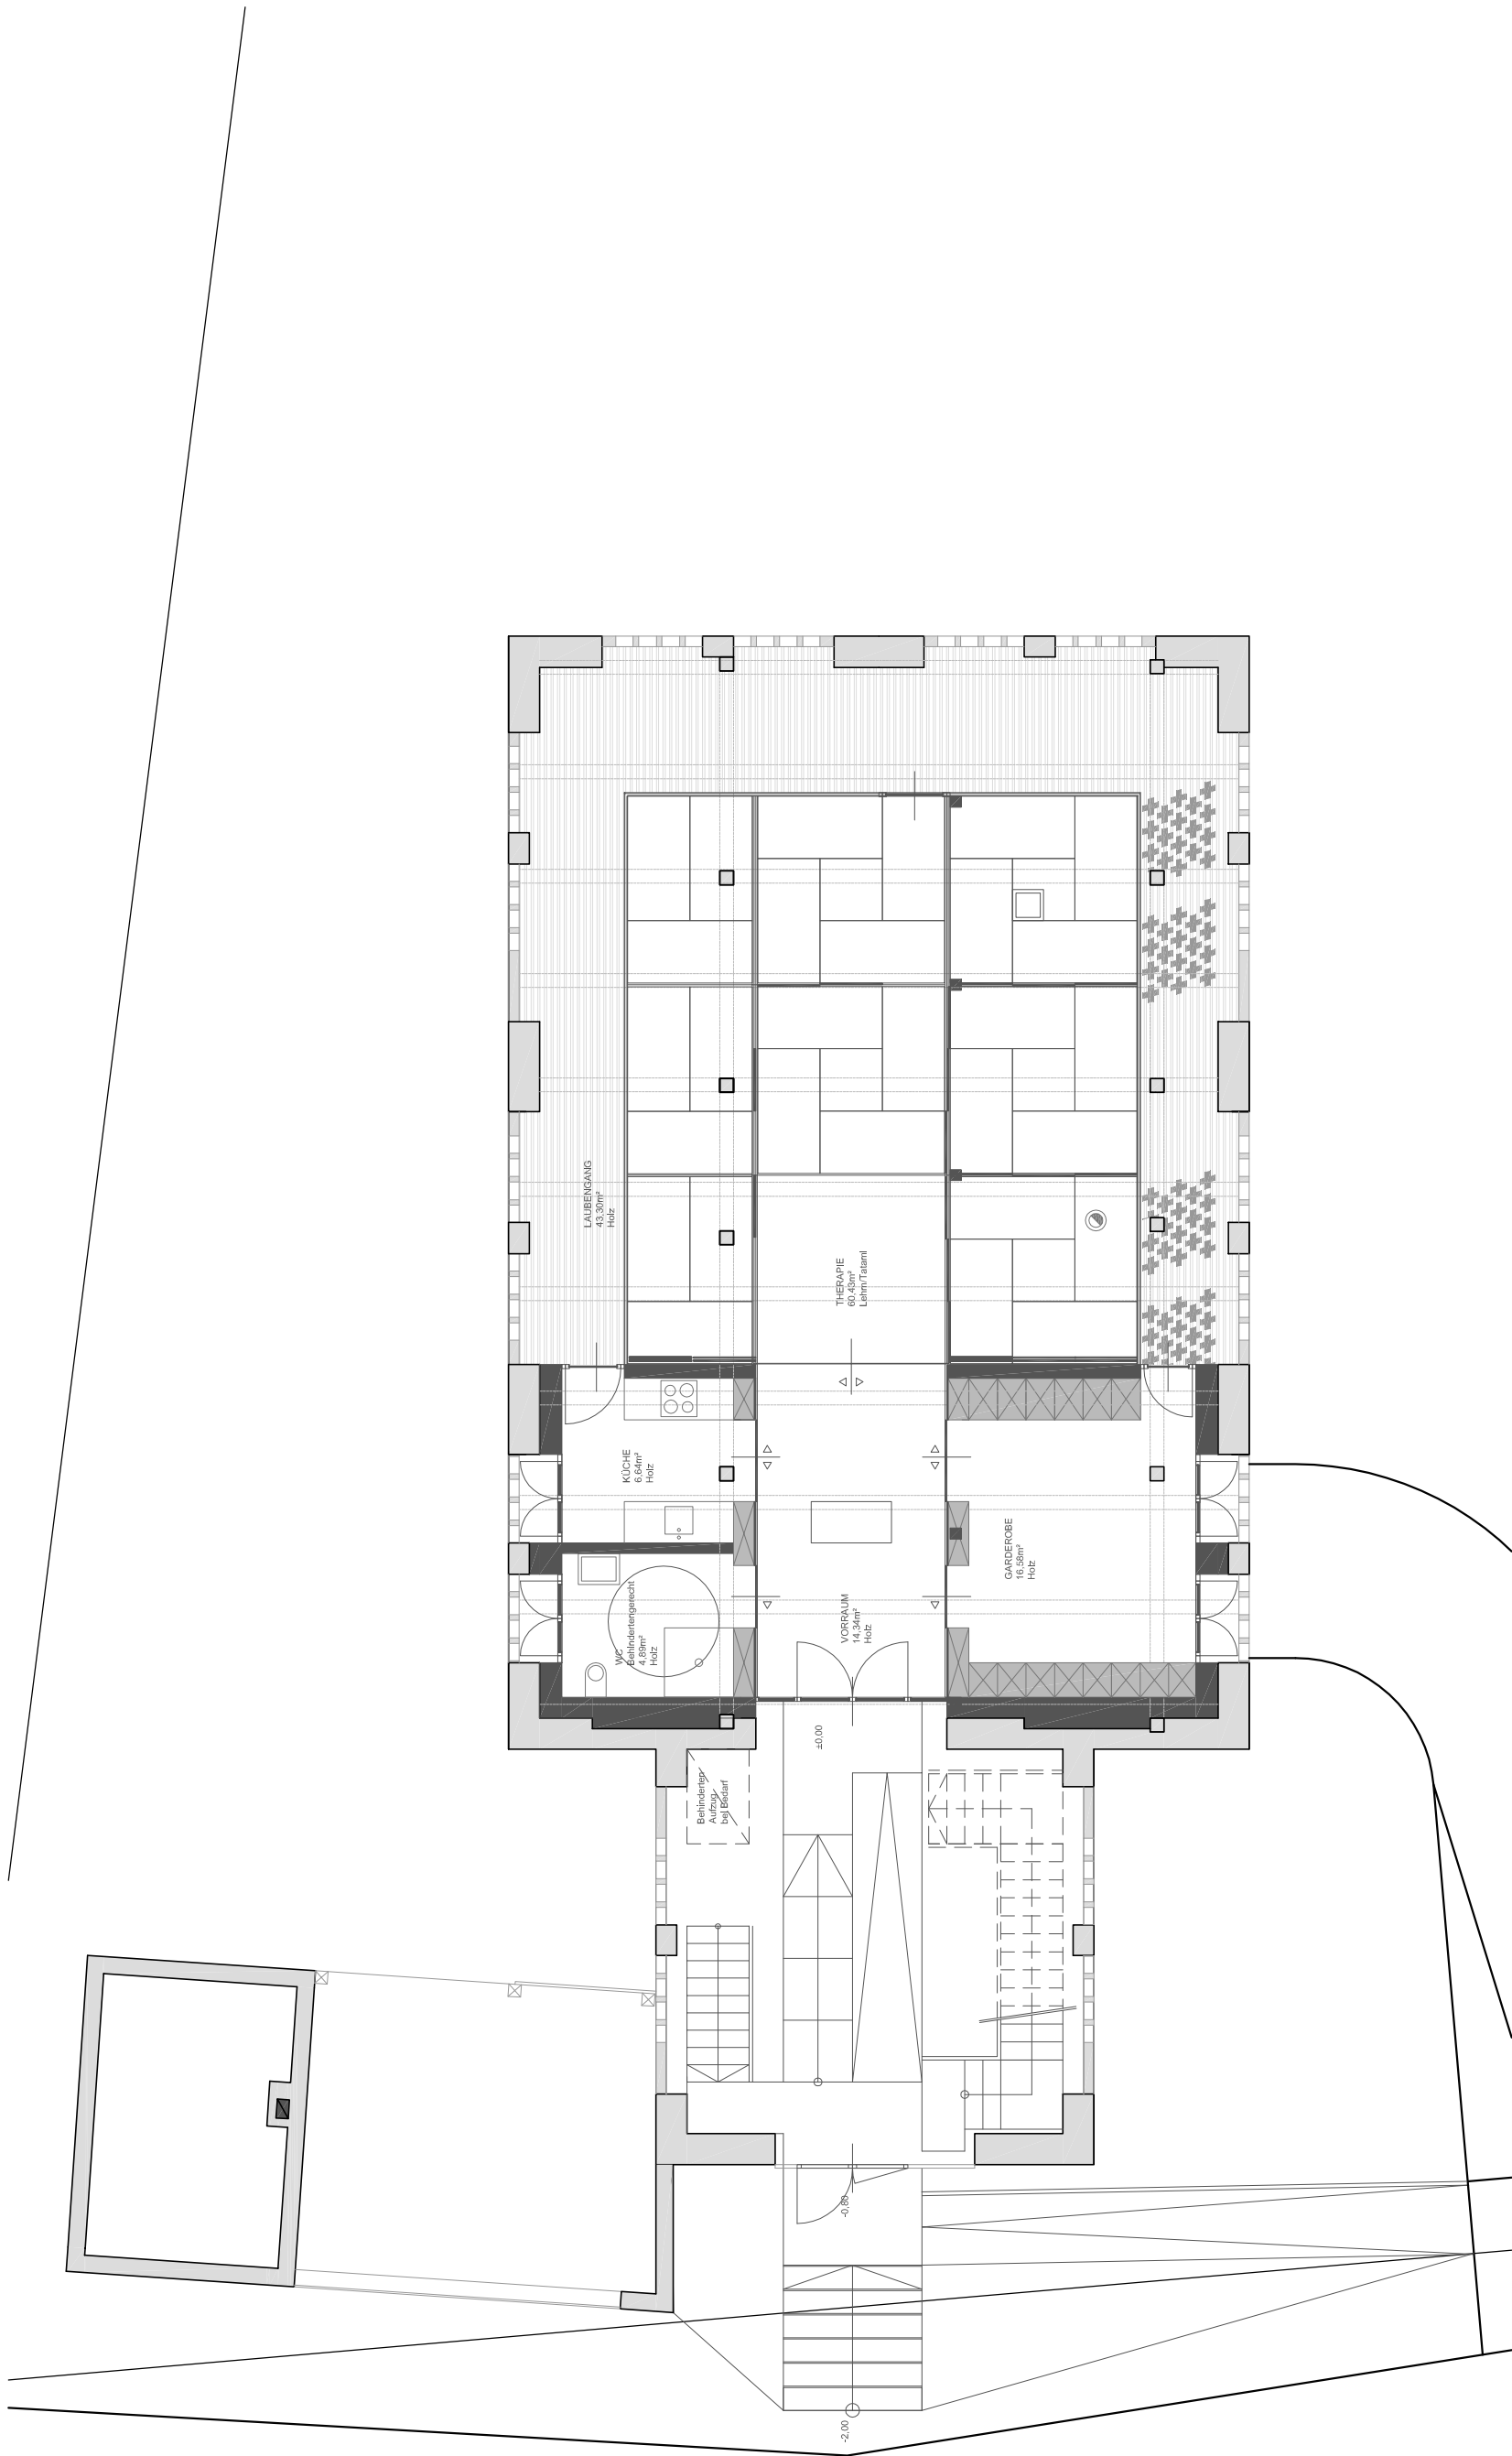 LAUBENGANG
43,30m²
Holz
THERAPIE
60,43m²
Lehm/Tatami
KÜCHE
6,64m²
Holz
GARDEROBE
16,58m²
Holz
WC
Behindertengerecht
4,89m²
Holz
VORRAUM
14,34m²
Holz
±0,00
Behinderten
Aufzug
bei Bedarf
-0,80
-2,00